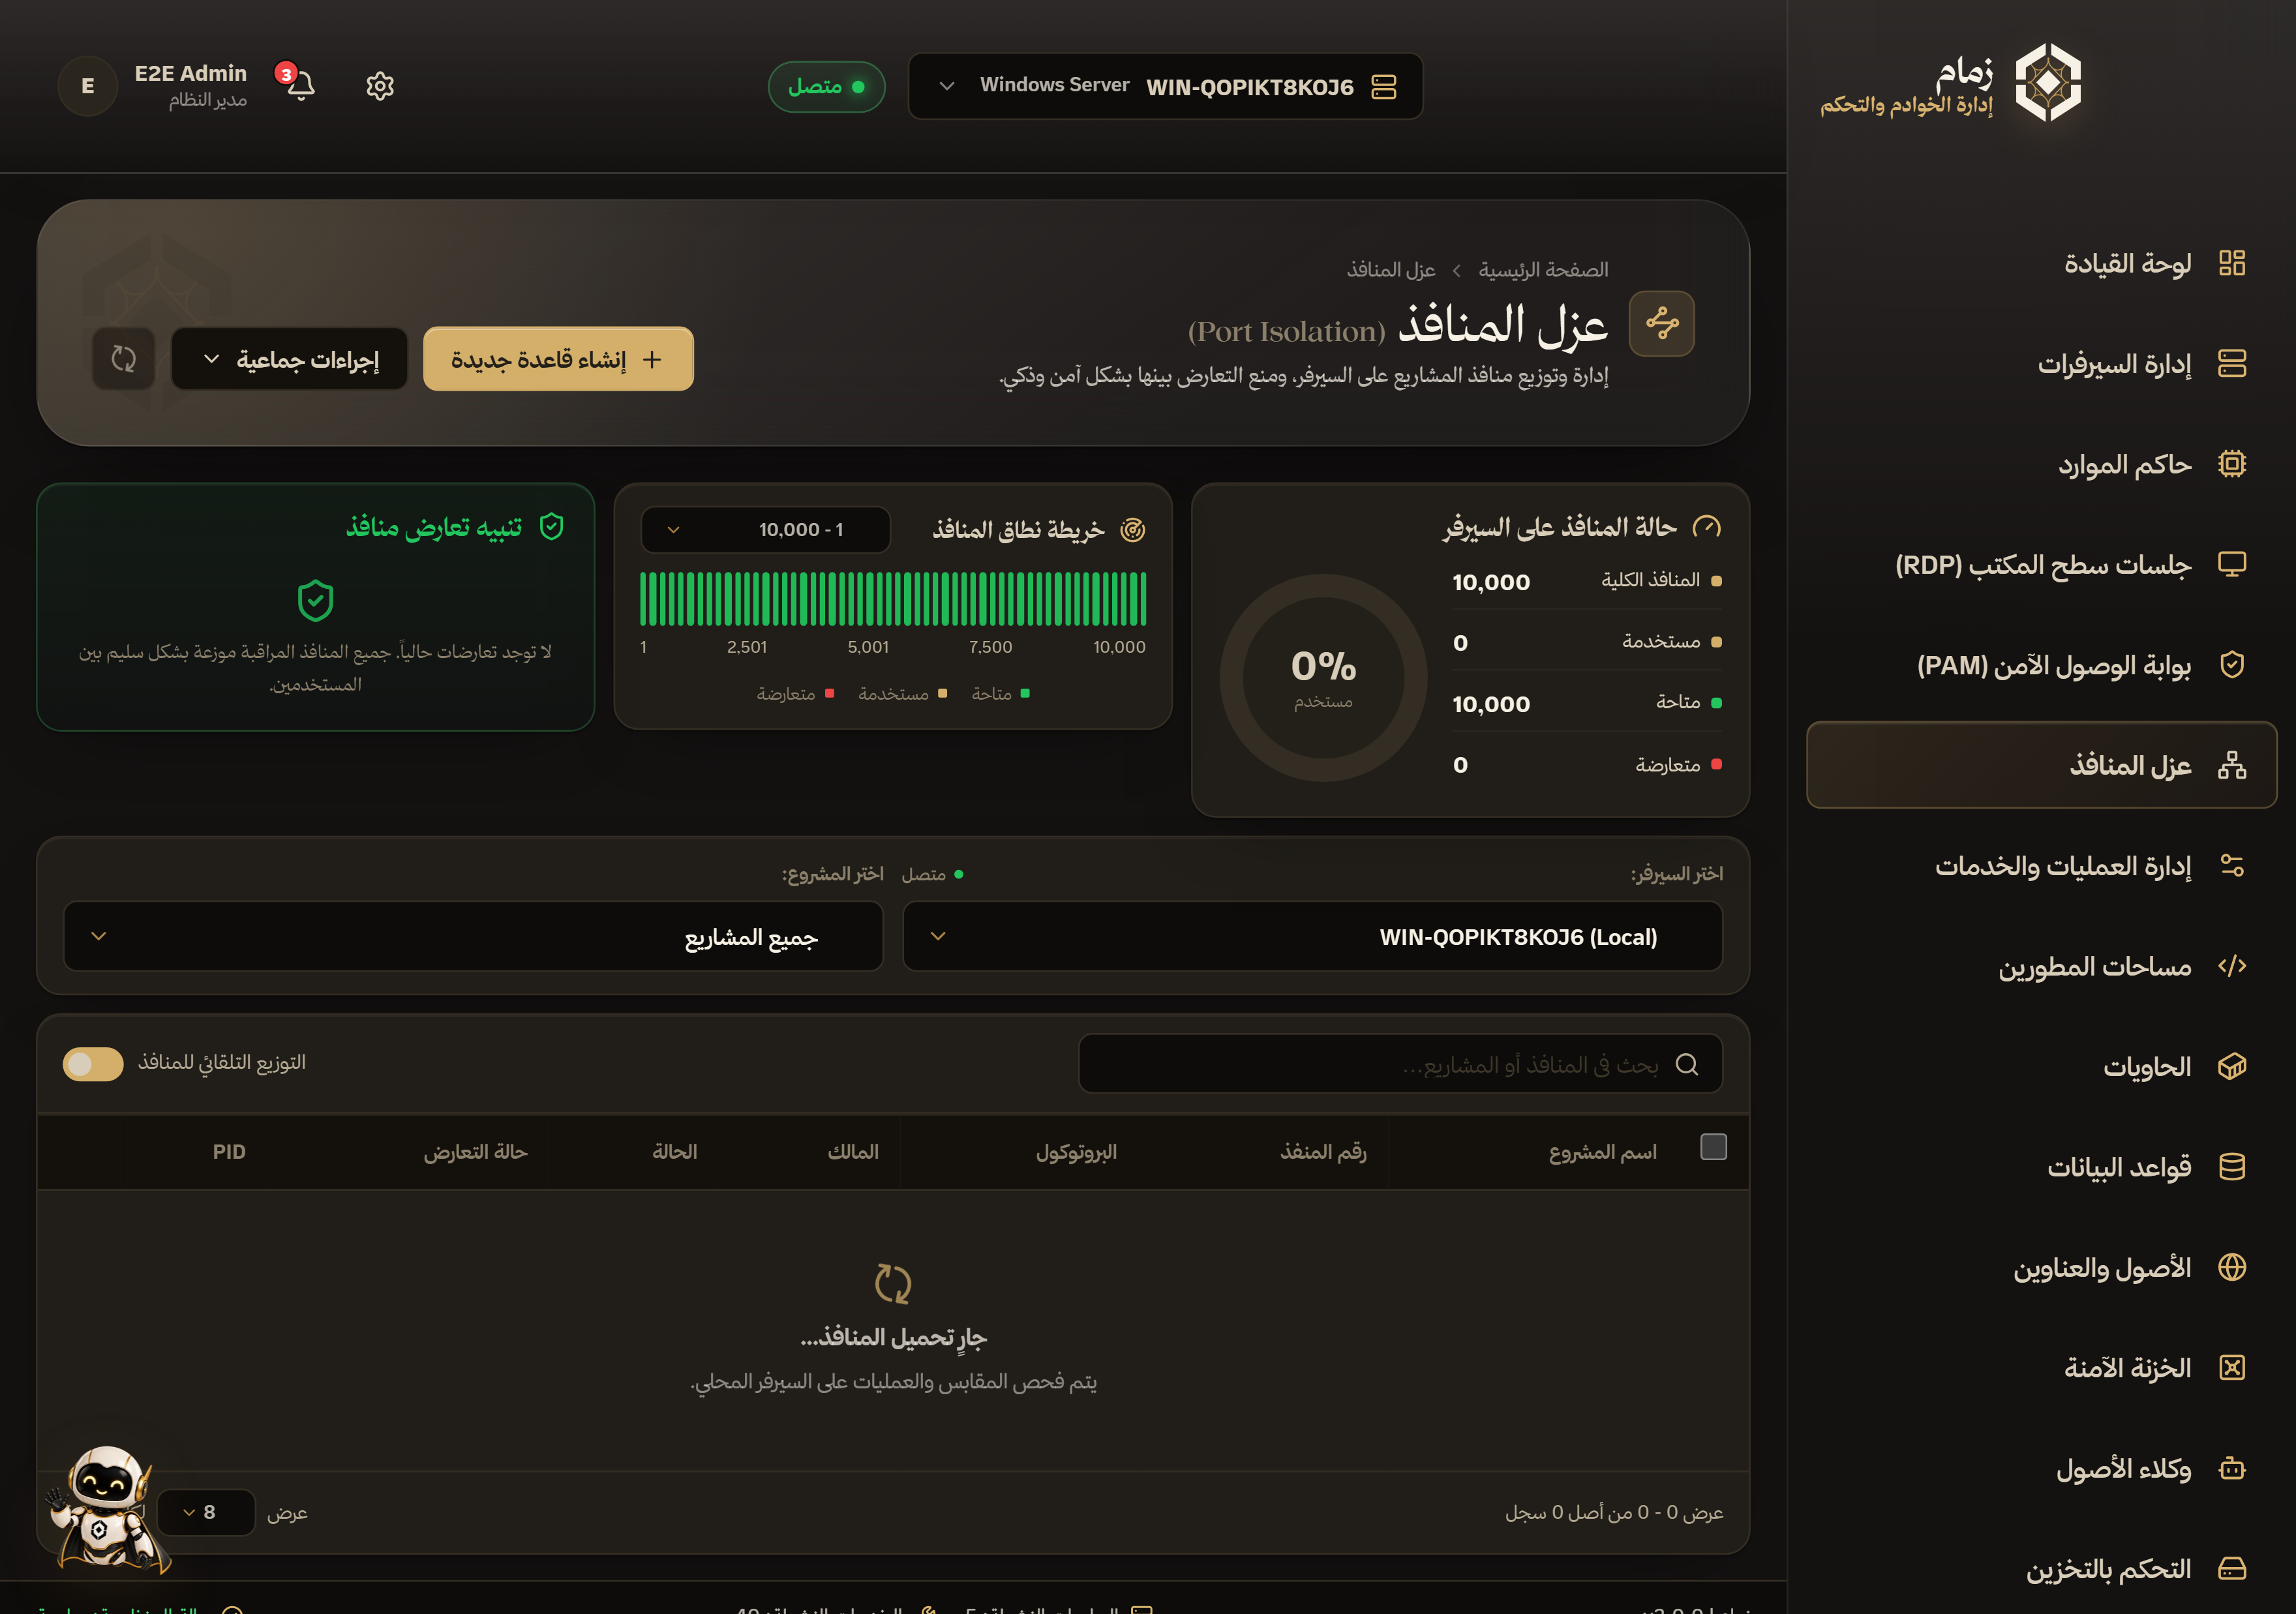 زمام
إدارة الخوادم والتحكم
WIN-QOPIKT8KOJ6 Windows Server
متصل
3
E2E Admin
مدير النظام
E
لوحة القيادة
إدارة السيرفرات
حاكم الموارد
جلسات سطح المكتب (RDP)
بوابة الوصول الآمن (PAM)
عزل المنافذ
إدارة العمليات والخدمات
مساحات المطورين
الحاويات
قواعد البيانات
الأصول والعناوين
الخزنة الآمنة
وكلاء الأصول
التحكم بالتخزين
الصفحة الرئيسية عزل المنافذ
عزل المنافذ (Port Isolation)
إدارة وتوزيع منافذ المشاريع على السيرفر، ومنع التعارض بينها بشكل آمن وذكي.
إنشاء قاعدة جديدة
إجراءات جماعية
حالة المنافذ على السيرفر
المنافذ الكلية 10,000
مستخدمة 0
متاحة 10,000
متعارضة 0
0%
مستخدم
خريطة نطاق المنافذ
1 - 10,000
1 2,501 5,001 7,500 10,000
متاحة مستخدمة متعارضة
تنبيه تعارض منافذ
لا توجد تعارضات حالياً. جميع المنافذ المراقبة موزعة بشكل سليم بين
المستخدمين.
اختر السيرفر: متصل
WIN-QOPIKT8KOJ6 (Local)
اختر المشروع:
جميع المشاريع
بحث في المنافذ أو المشاريع...
التوزيع التلقائي للمنافذ
اسم المشروع رقم المنفذ البروتوكول المالك الحالة حالة التعارض PID
جارٍ تحميل المنافذ...
يتم فحص المقابس والعمليات على السيرفر المحلي.
عرض 0 - 0 من أصل 0 سجل
عرض 8